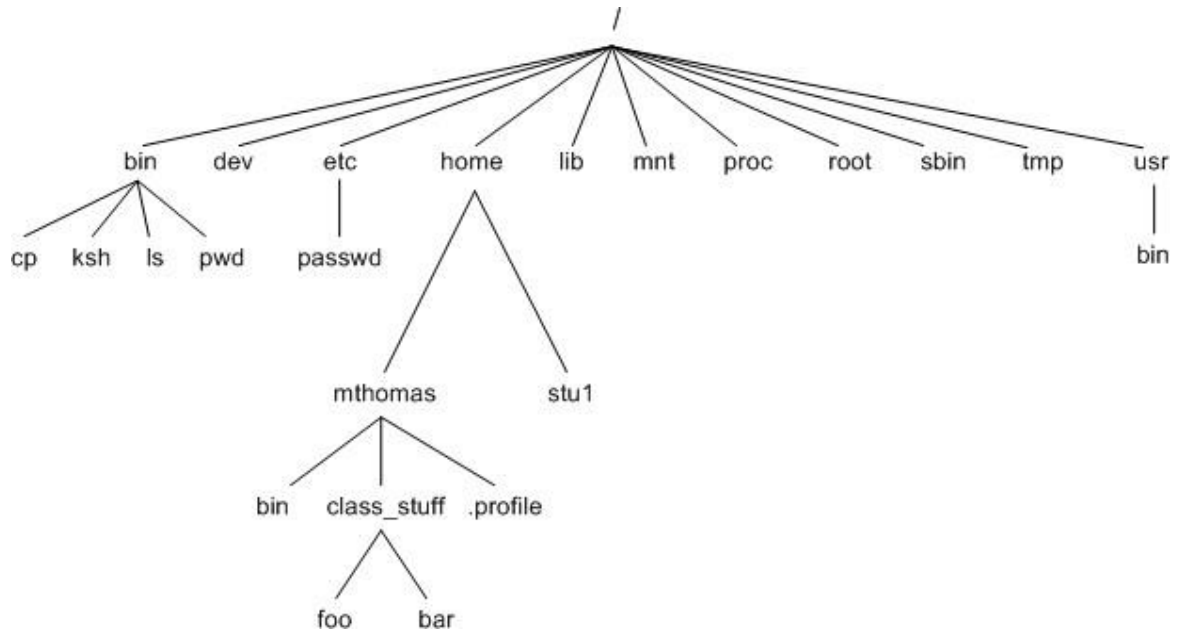 /
bin dev etc home lib mnt proc root sbin tmp usr
cp ksh ls pwd passwd bin
mthomas stu1
bin class_stuff .profile
foo bar